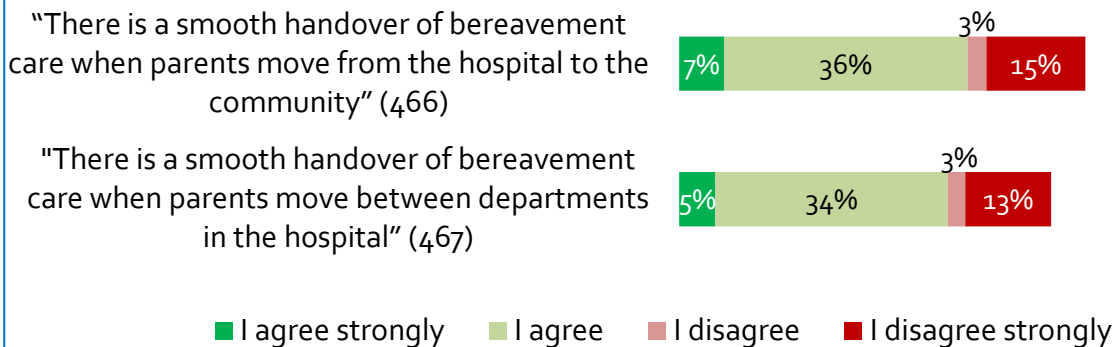 “There is a smooth handover of bereavement
care when parents move from the hospital to the
community” (466)
7%
36%
3%
15%
"There is a smooth handover of bereavement
care when parents move between departments
in the hospital” (467)
5%
34%
3%
13%
I agree strongly I agree I disagree I disagree strongly